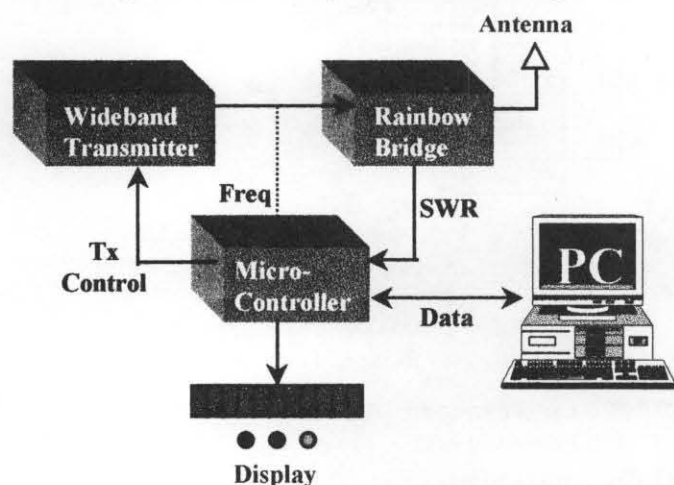 Antenna
Wideband
Transmitter
Rainbow
Bridge
Freq
SWR
Tx
Control
Micro-
Controller
PC
Data
Display